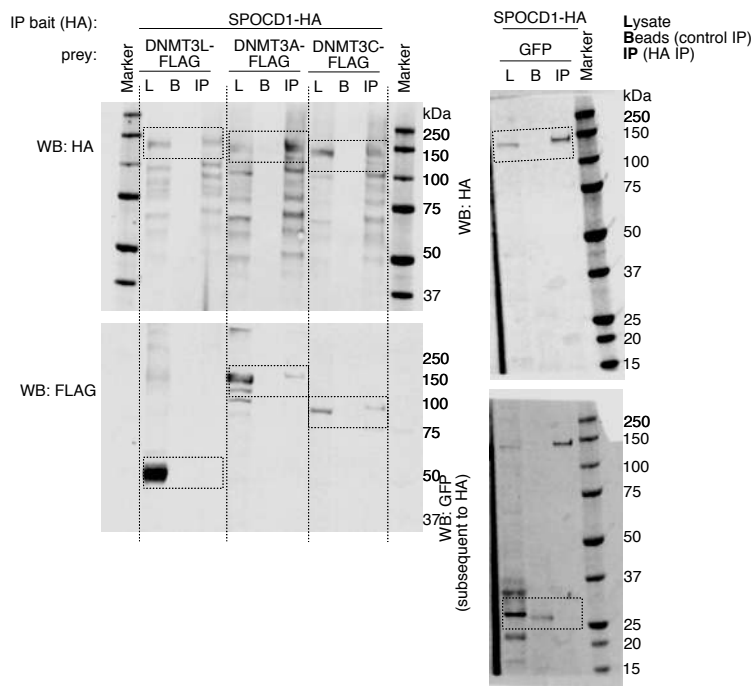 IP bait (HA):
SPOCD1-HA
prey:
DNMT3L-
FLAG
DNMT3A-
FLAG
DNMT3C-
FLAG
Marker
L B IP
L B IP
L B IP
Marker
kDa
WB: HA
250
150
100
75
50
37
WB: FLAG
250
150
100
75
50
37
SPOCD1-HA
GFP
L B IP
Marker
Lysate
Beads (control IP)
IP (HA IP)
kDa
WB: HA
250
150
100
75
50
37
25
20
15
WB: GFP
(subsequent to HA)
250
150
100
75
50
37
25
20
15